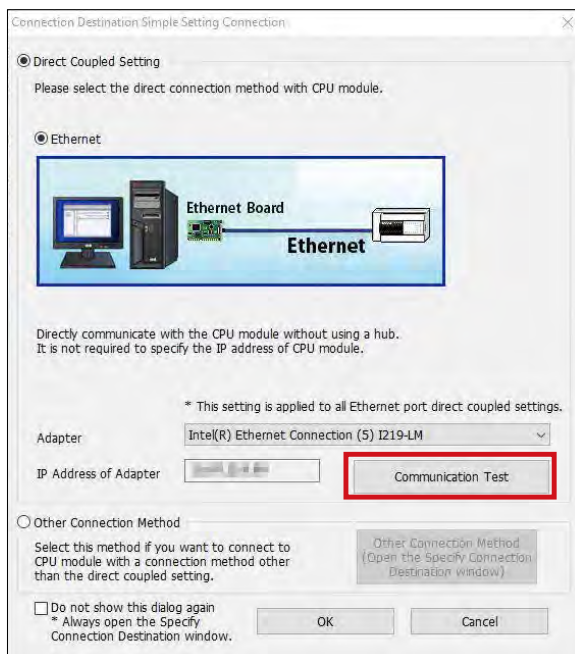 Connection Destination Simple Setting Connection
Direct Coupled Setting
Please select the direct connection method with CPU module.
Ethernet
Ethernet Board
Ethernet
Directly communicate with the CPU module without using a hub.
It is not required to specify the IP address of CPU module.
* This setting is applied to all Ethernet port direct coupled settings.
Adapter
Intel(R) Ethernet Connection (5) I219-LM
IP Address of Adapter
Communication Test
Other Connection Method
Select this method if you want to connect to
CPU module with a connection method other
than the direct coupled setting.
Other Connection Method
(Open the Specify Connection
Destination window)
Do not show this dialog again
* Always open the Specify
Connection Destination window.
OK
Cancel